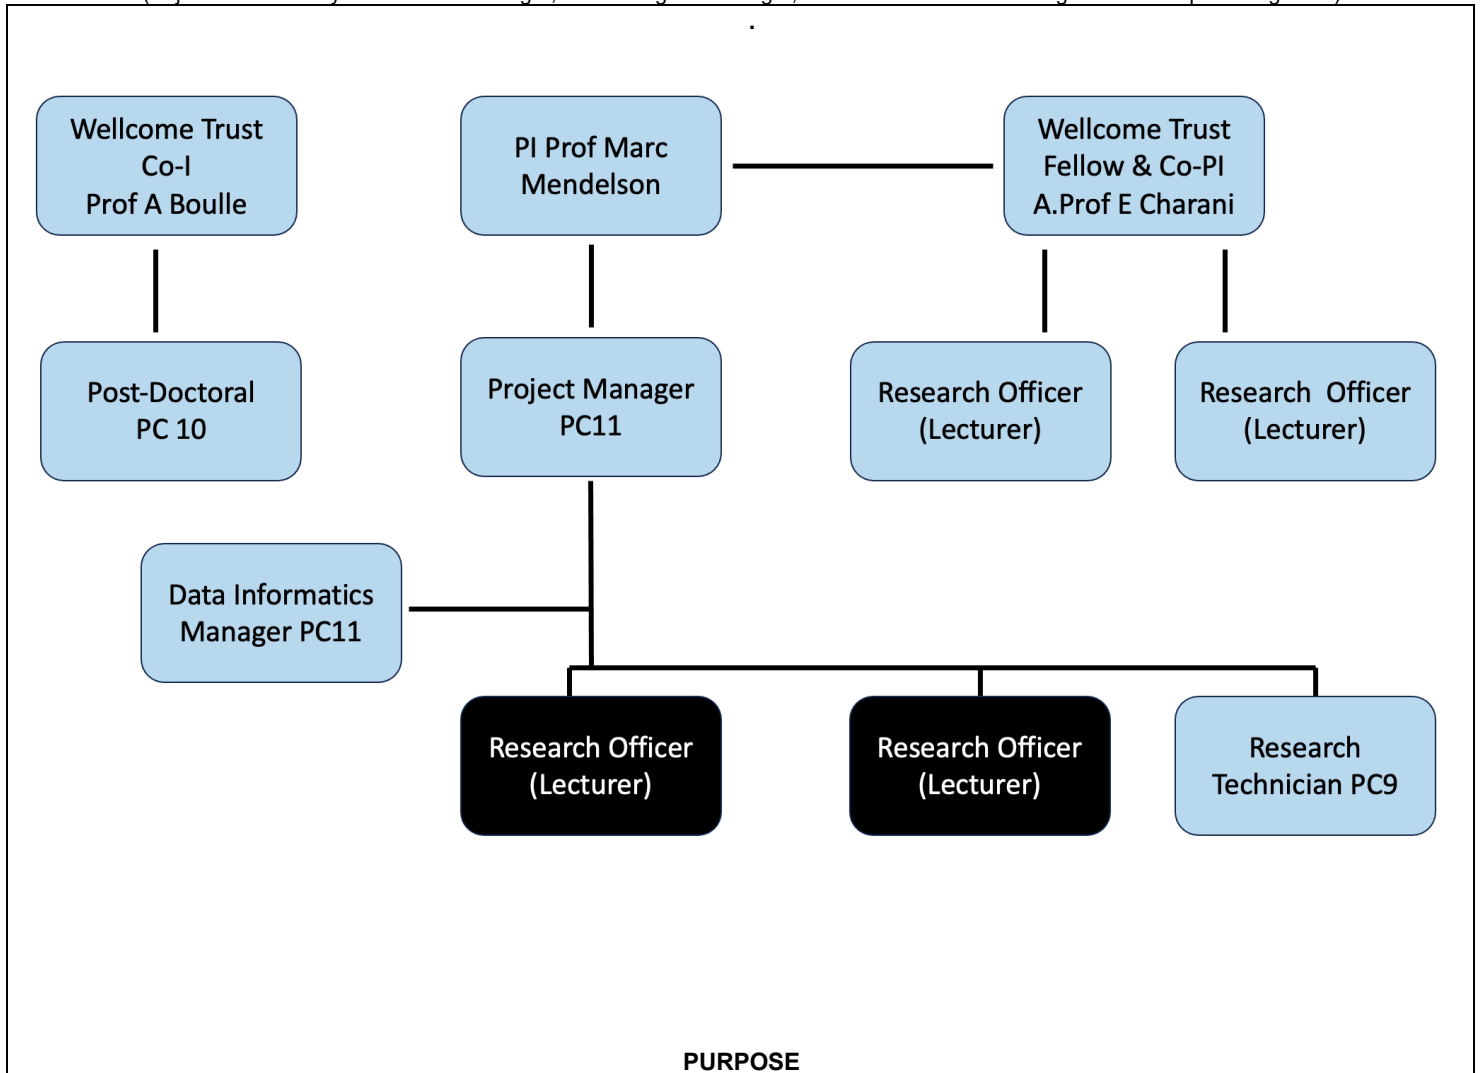 .
Wellcome Trust
Co-I
Prof A Boulle
PI Prof Marc
Mendelson
Wellcome Trust
Fellow & Co-PI
A.Prof E Charani
Post-Doctoral
PC 10
Project Manager
PC11
Research Officer
(Lecturer)
Research  Officer
(Lecturer)
Data Informatics
Manager PC11
Research Officer
(Lecturer)
Research Officer
(Lecturer)
Research
Technician PC9
PURPOSE